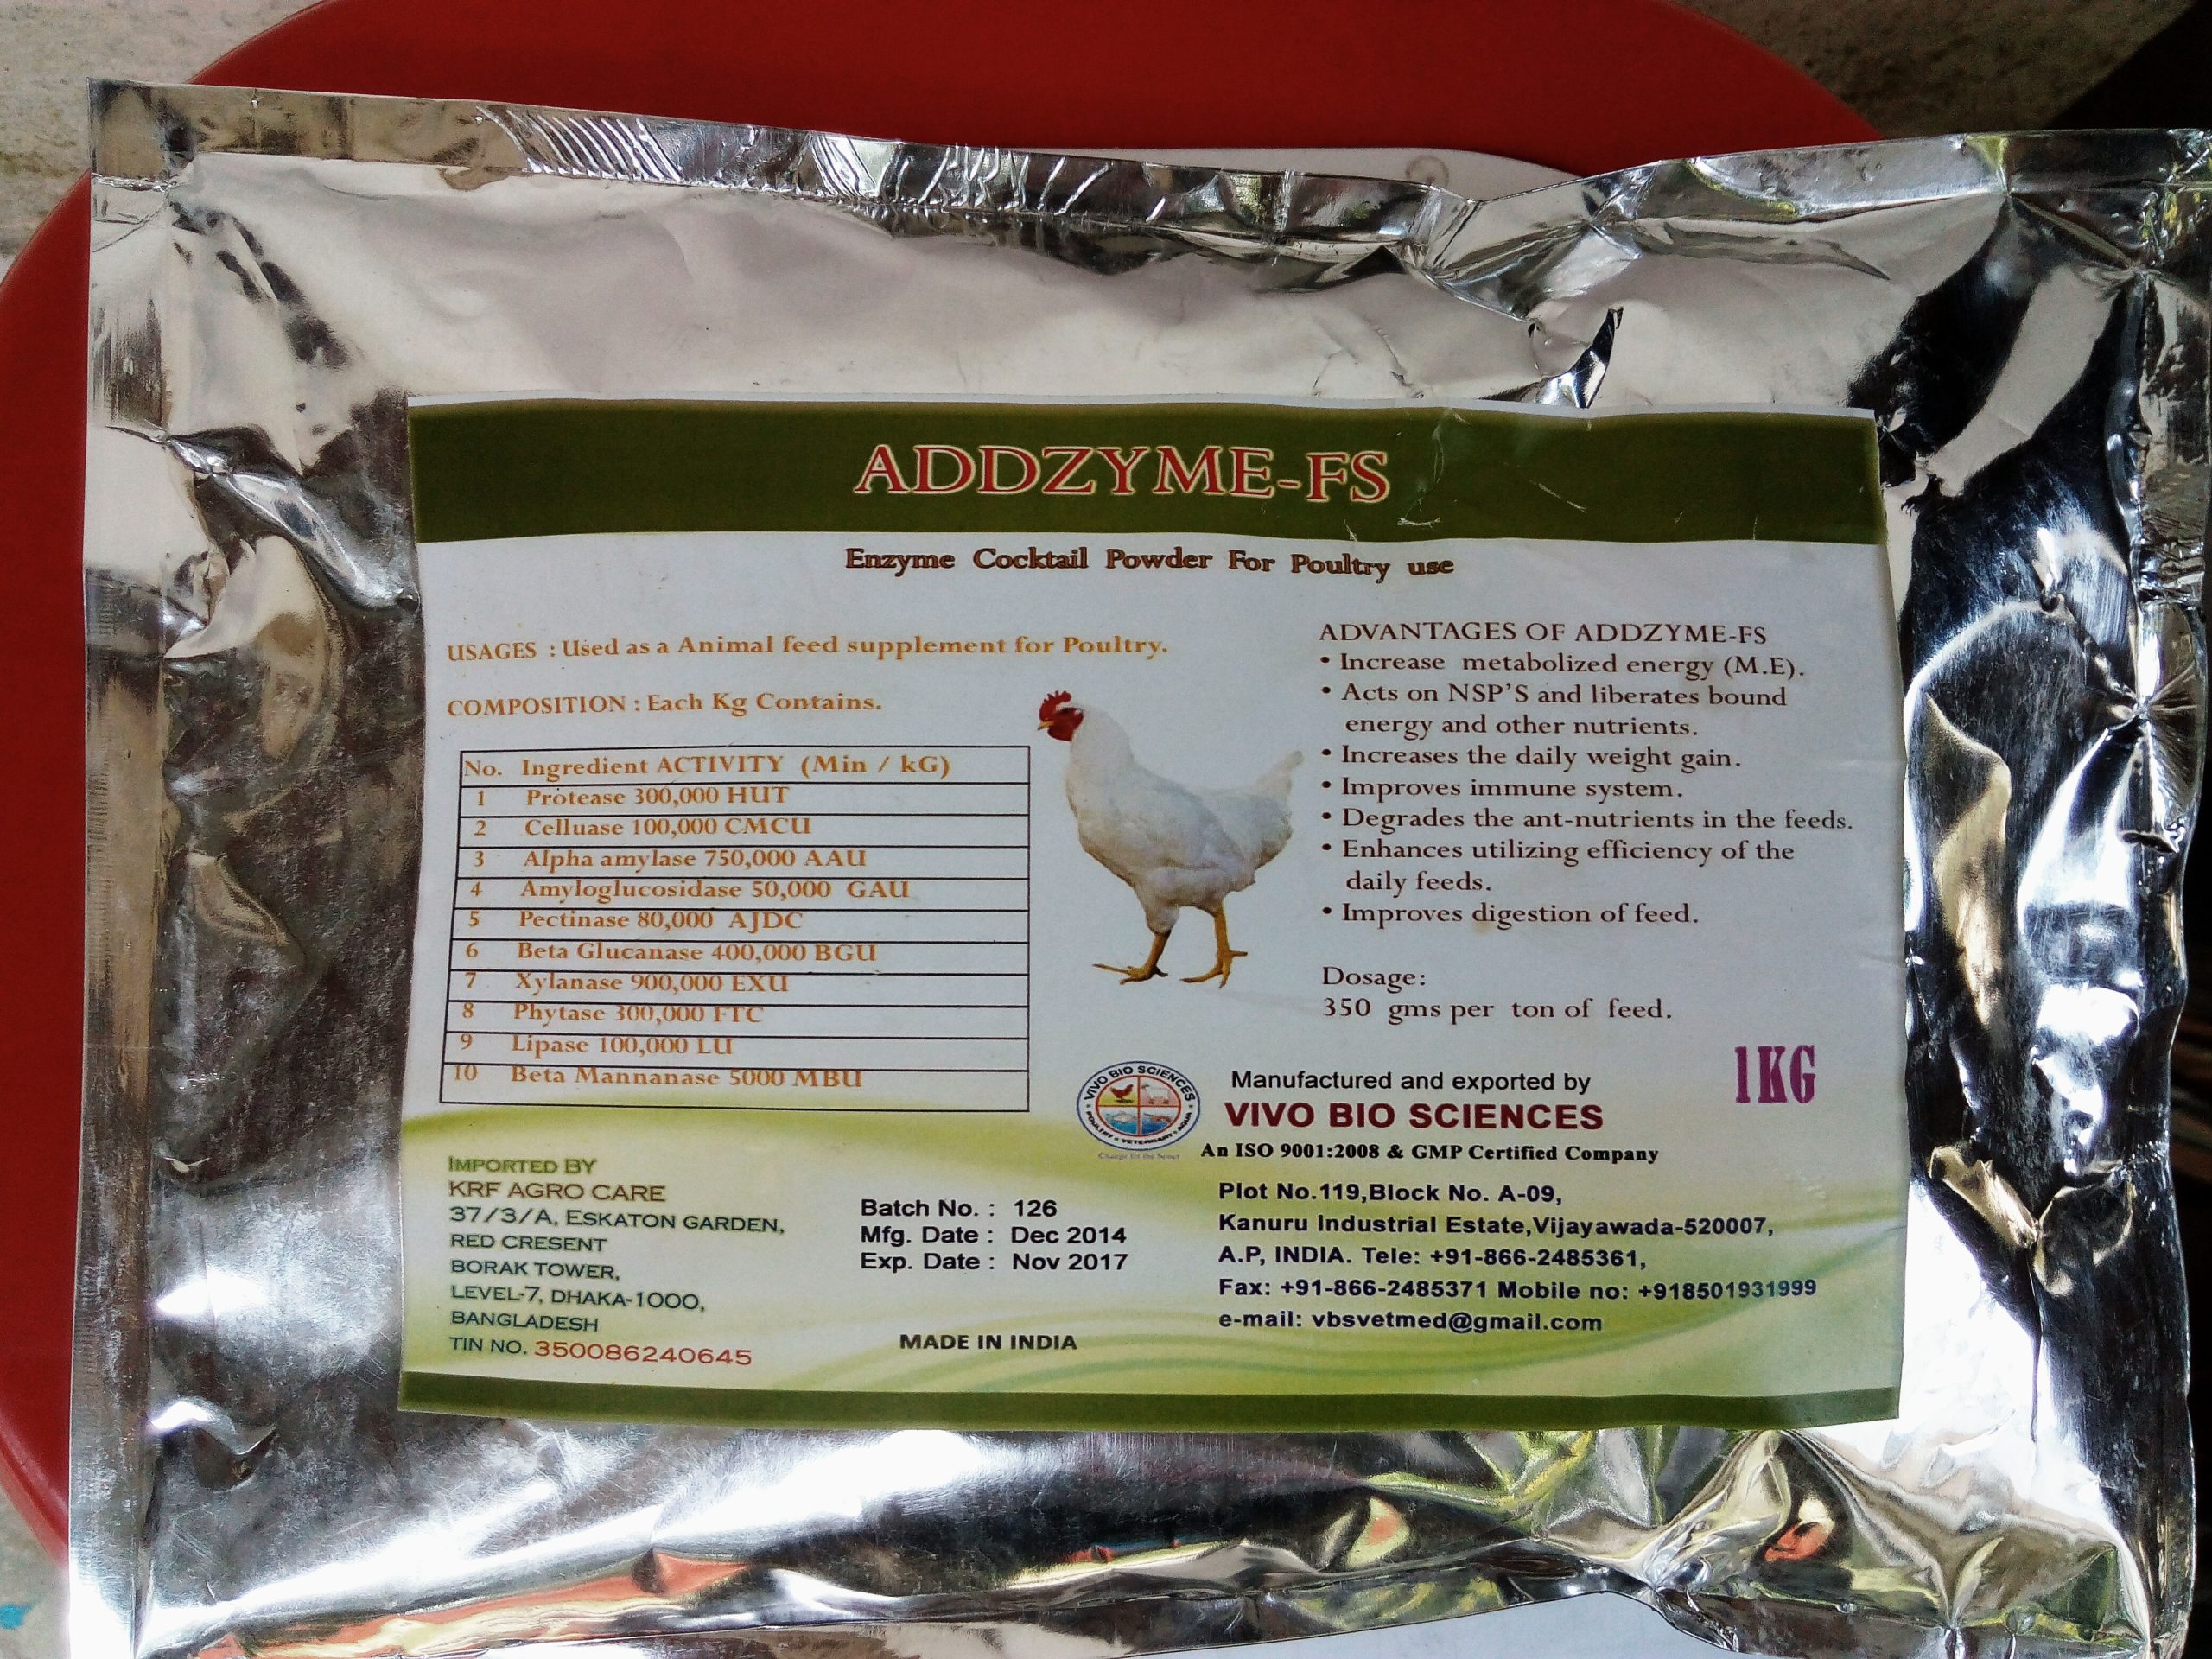 ADDZYME-FS
Enzyme Cocktail Powder For Poultry use
USAGES : Used as a Animal feed supplement for Poultry.
COMPOSITION : Each Kg Contains.
No. Ingredient ACTIVITY (Min / kG)
1 Protease 300,000 HUT
2 Celluase 100,000 CMCU
3 Alpha amylase 750,000 AAU
4 Amyloglucosidase 50,000 GAU
5 Pectinase 80,000 AJDC
6 Beta Glucanase 400,000 BGU
7 Xylanase 900,000 EXU
8 Phytase 300,000 FTC
9 Lipase 100,000 LU
10 Beta Mannanase 5000 MBU
ADVANTAGES OF ADDZYME-FS
• Increase metabolized energy (M.E).
• Acts on NSP'S and liberates bound
energy and other nutrients.
• Increases the daily weight gain.
• Improves immune system.
• Degrades the ant-nutrients in the feeds.
• Enhances utilizing efficiency of the
daily feeds.
• Improves digestion of feed.
Dosage:
350 gms per ton of feed.
1KG
VIVO BIO SCIENCES
POULTRY • VETERINARY • AQUA
Manufactured and exported by
VIVO BIO SCIENCES
An ISO 9001:2008 & GMP Certified Company
Plot No.119,Block No. A-09,
Kanuru Industrial Estate,Vijayawada-520007,
A.P, INDIA. Tele: +91-866-2485361,
Fax: +91-866-2485371 Mobile no: +918501931999
e-mail: vbsvetmed@gmail.com
IMPORTED BY
KRF AGRO CARE
37/3/A, ESKATON GARDEN,
RED CRESENT
BORAK TOWER,
LEVEL-7, DHAKA-1000,
BANGLADESH
TIN NO. 350086240645
Batch No. : 126
Mfg. Date : Dec 2014
Exp. Date : Nov 2017
MADE IN INDIA